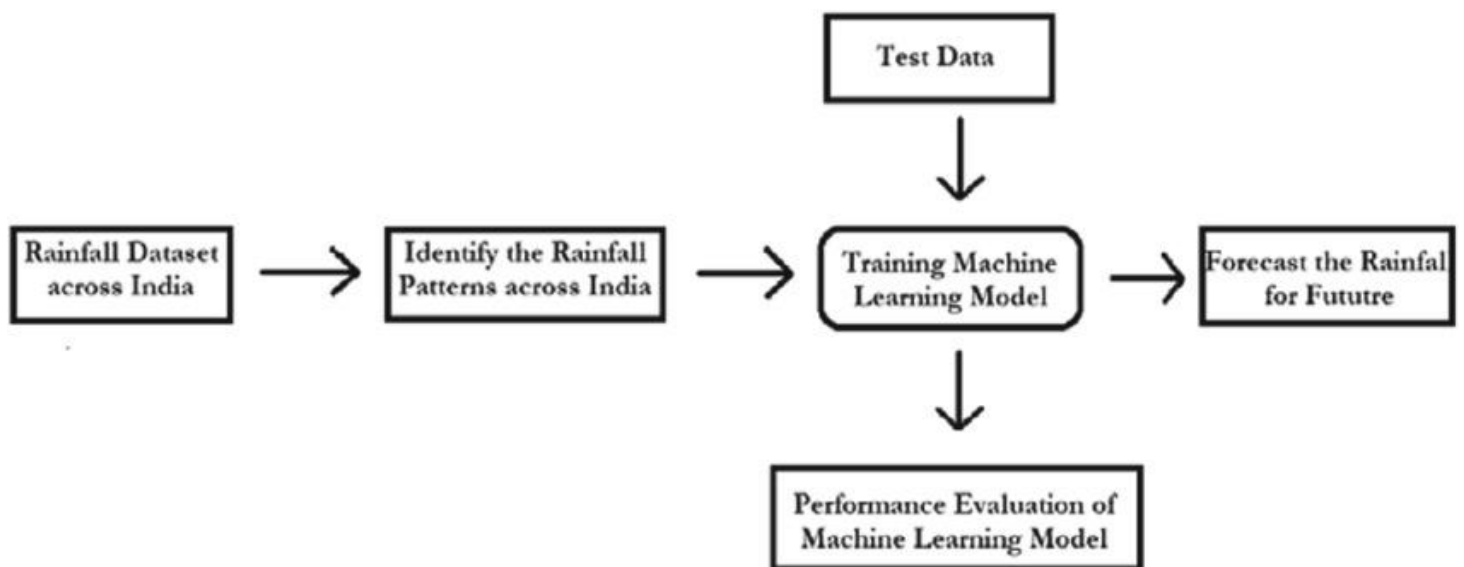 Test Data
Rainfall Dataset
across India
Identify the Rainfall
Patterns across India
Training Machine
Learning Model
Forecast the Rainfal
for Fututre
Performance Evaluation of
Machine Learning Model